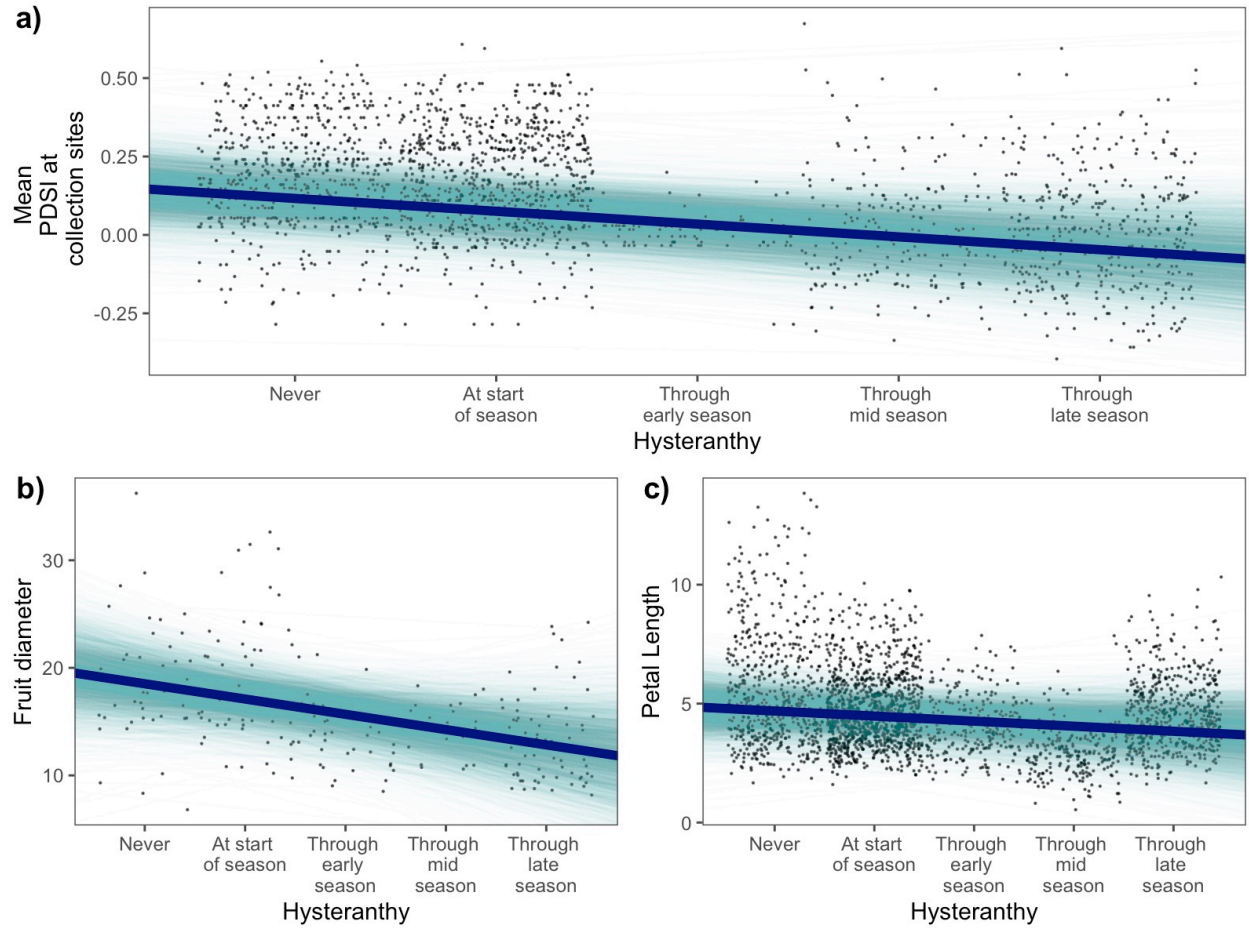 a)
Mean
PDSI at
collection sites
0.50
0.25
0.00
-0.25
Never
At start
of season
Through
early season
Through
mid season
Through
late season
Hysteranthy
b)
Fruit diameter
30
20
10
Never
At start
of season
Through
early
season
Through
mid
season
Through
late
season
Hysteranthy
c)
Petal Length
10
5
0
Never
At start
of season
Through
early
season
Through
mid
season
Through
late
season
Hysteranthy